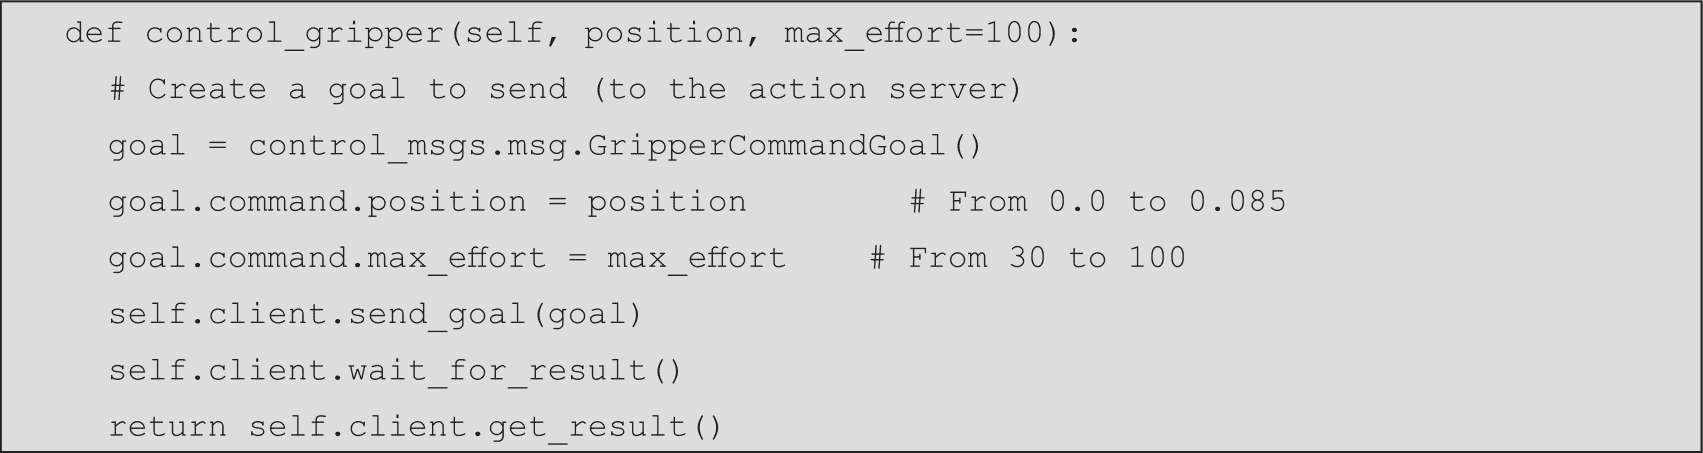 def control_gripper(self, position, max_effort=100):
# Create a goal to send (to the action server)
goal = control_msgs.msg.GripperCommandGoal()
goal.command.position = position # From 0.0 to 0.085
goal.command.max_effort = max_effort # From 30 to 100
self.client.send_goal(goal)
self.client.wait_for_result()
return self.client.get_result()